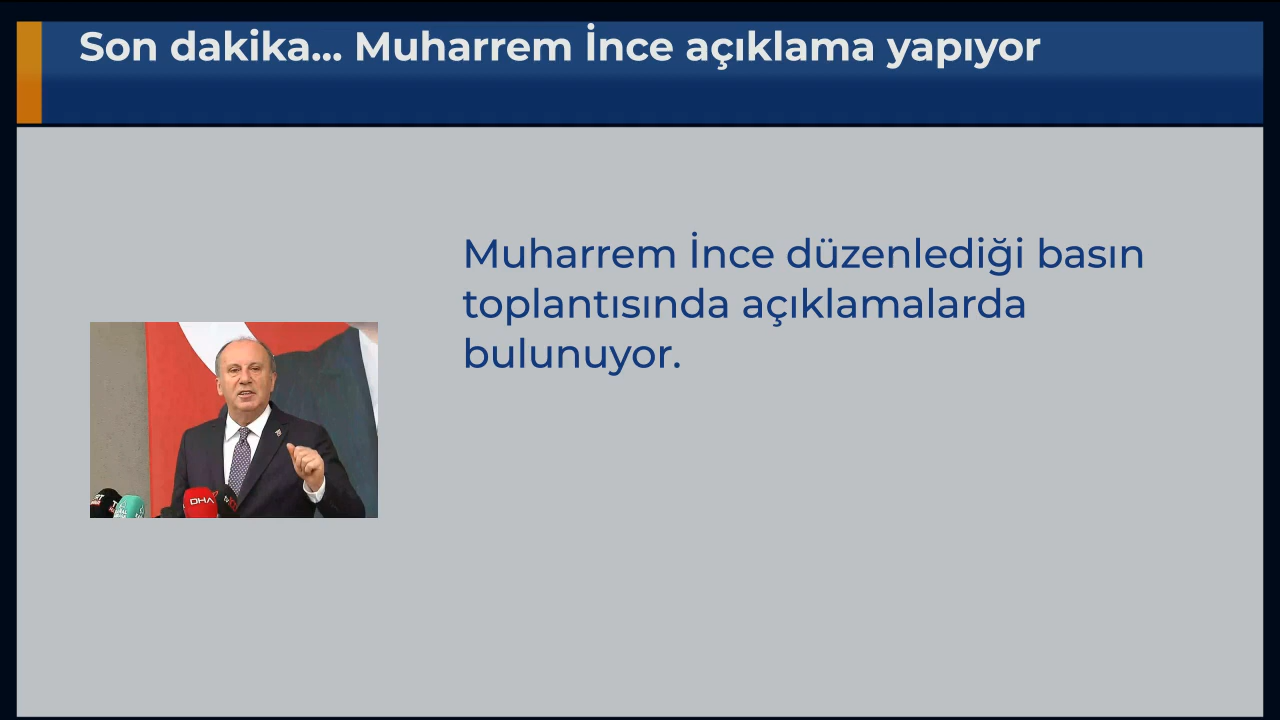 Son dakika... Muharrem İnce açıklama yapıyor
Muharrem İnce düzenlediği basın
toplantısında açıklamalarda
bulunuyor.
DHA